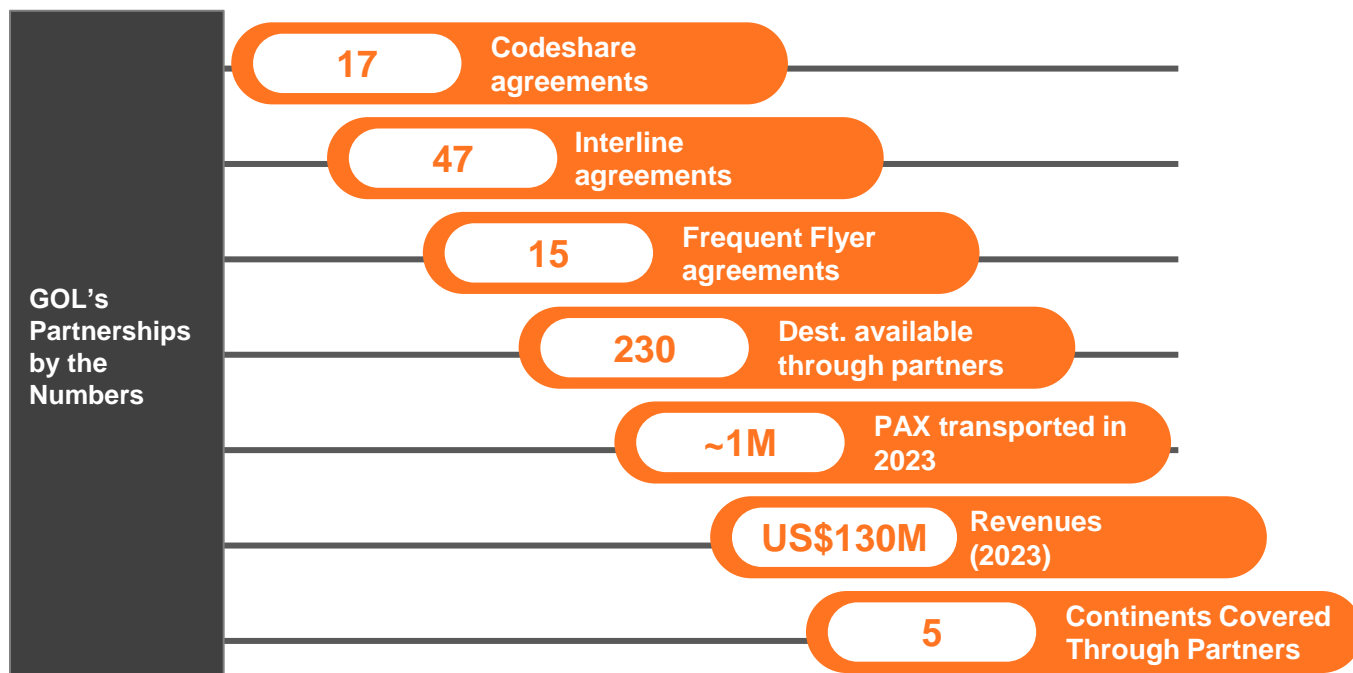 GOL’s
Partnerships
by the
Numbers
17
Codeshare
agreements
47
Interline
agreements
15
Frequent Flyer
agreements
230
Dest. available
through partners
~1M
PAX transported in
2023
US$130M
Revenues
(2023)
5
Continents Covered
Through Partners